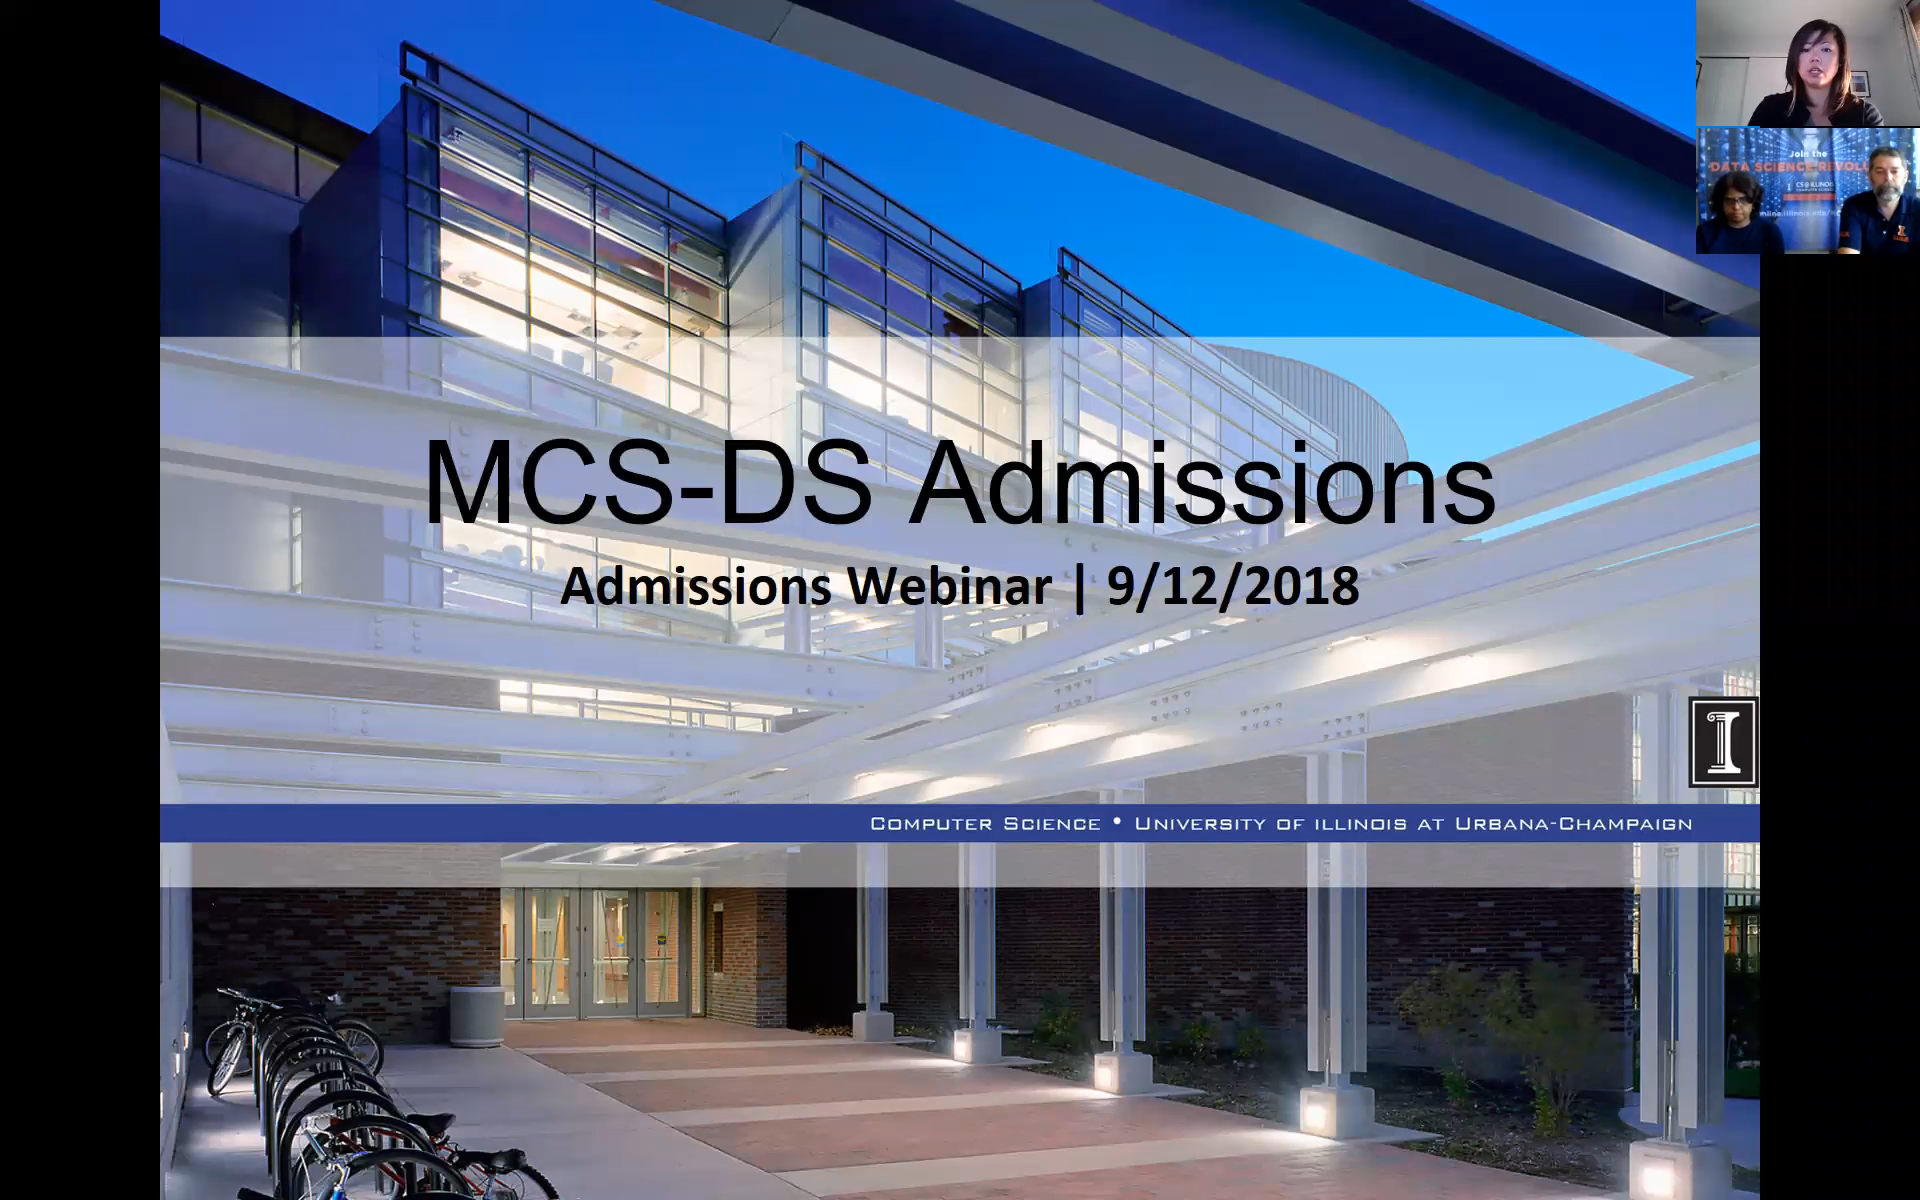 MCS-DS Admissions
Admissions Webinar | 9/12/2018
COMPUTER SCIENCE • UNIVERSITY OF ILLINOIS AT URBANA-CHAMPAIGN
Join the
DATA SCIENCE